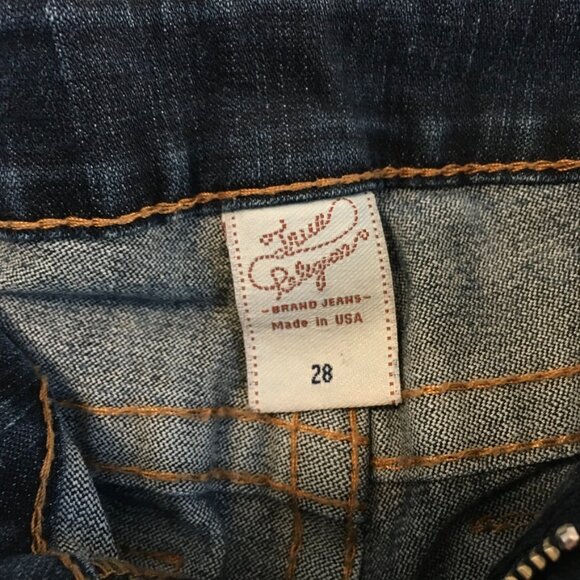 True
Religion
-BRAND JEANS-
Made in USA
28